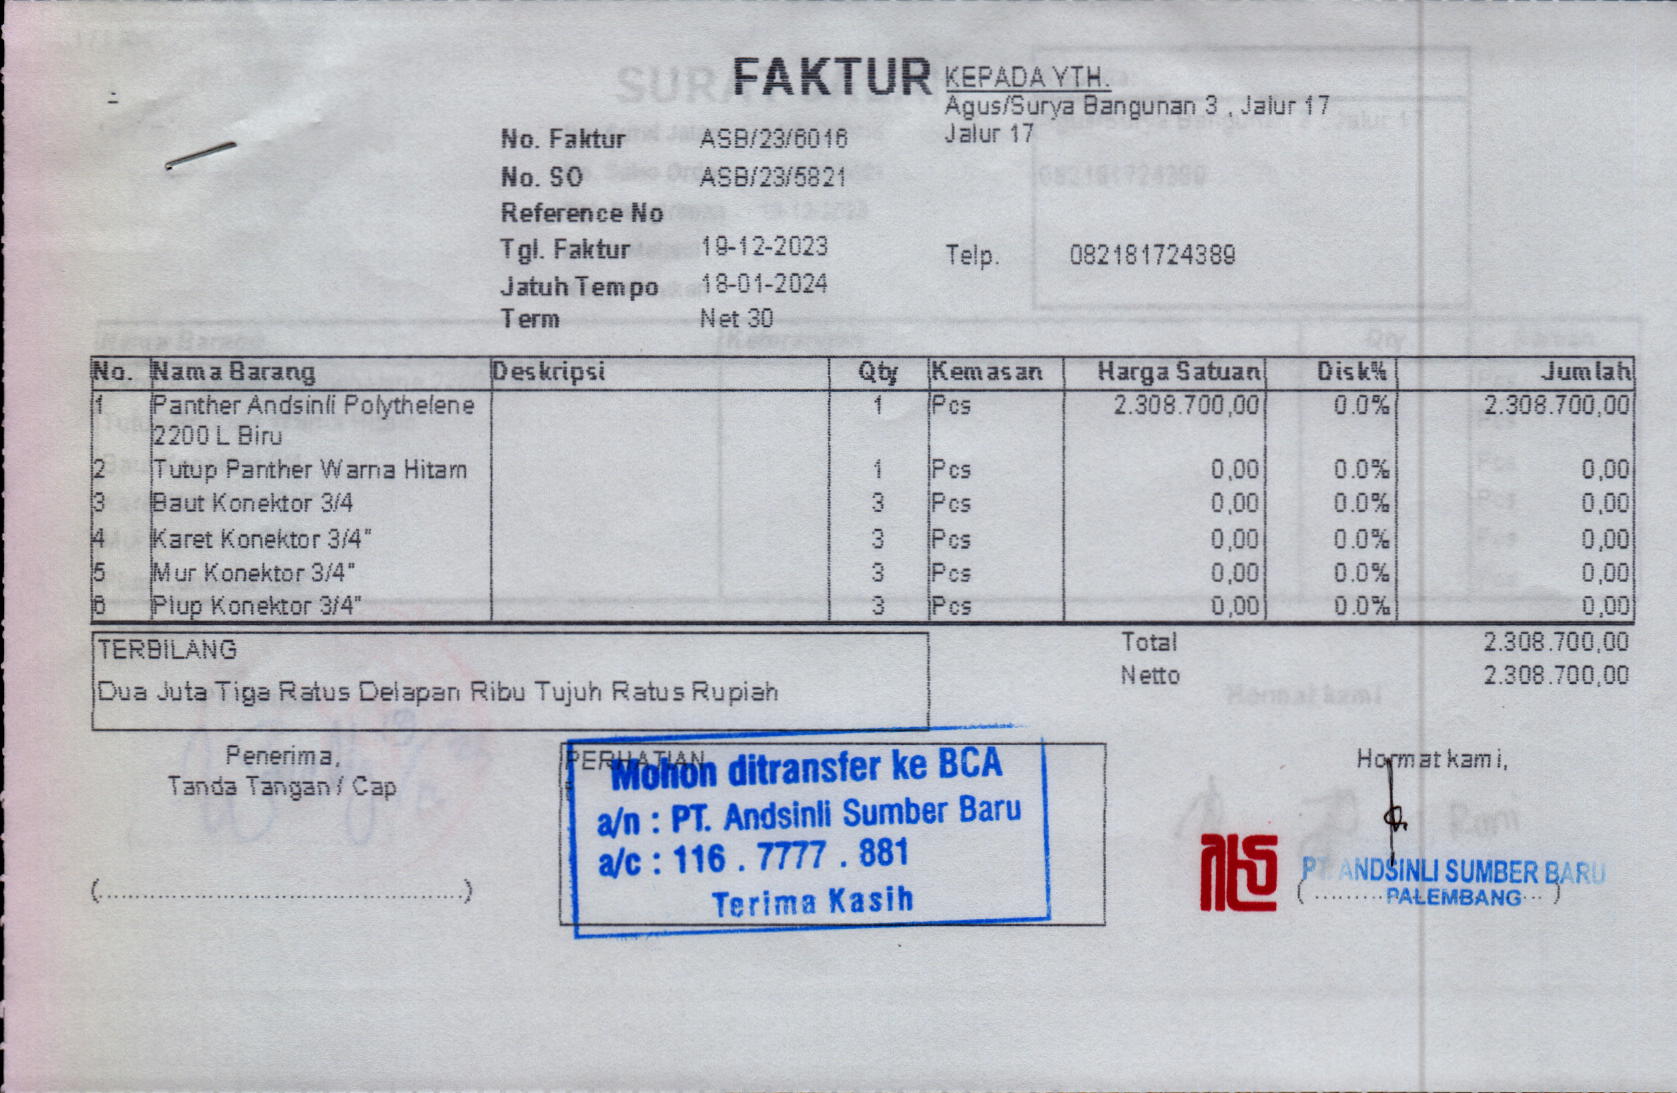 FAKTUR
KEPADA YTH.
Agus/Surya Bangunan 3 , Jalur 17
Jalur 17
No. Faktur ASB/23/6016
No. SO ASB/23/5821
Reference No
Tgl. Faktur 19-12-2023
Telp. 082181724389
Jatuh Tempo 18-01-2024
Term Net 30
No. Nama Barang Deskripsi Qty Kemasan Harga Satuan Disk% Jumlah
1 Panther Andsinli Polythelene 1 Pcs 2.308.700,00 0.0% 2.308.700,00
2200 L Biru
2 Tutup Panther Warna Hitam 1 Pcs 0,00 0.0% 0,00
3 Baut Konektor 3/4 3 Pcs 0,00 0.0% 0,00
4 Karet Konektor 3/4" 3 Pcs 0,00 0.0% 0,00
5 Mur Konektor 3/4" 3 Pcs 0,00 0.0% 0,00
6 Plup Konektor 3/4" 3 Pcs 0,00 0.0% 0,00
TERBILANG
Dua Juta Tiga Ratus Delapan Ribu Tujuh Ratus Rupiah
Total 2.308.700,00
Netto 2.308.700,00
Penerima,
Tanda Tangan / Cap
(........................................)
PERHATIAN
Mohon ditransfer ke BCA
a/n : PT. Andsinli Sumber Baru
a/c : 116 . 7777 . 881
Terima Kasih
Hormat kami,
PT. ANDSINLI SUMBER BARU
PALEMBANG